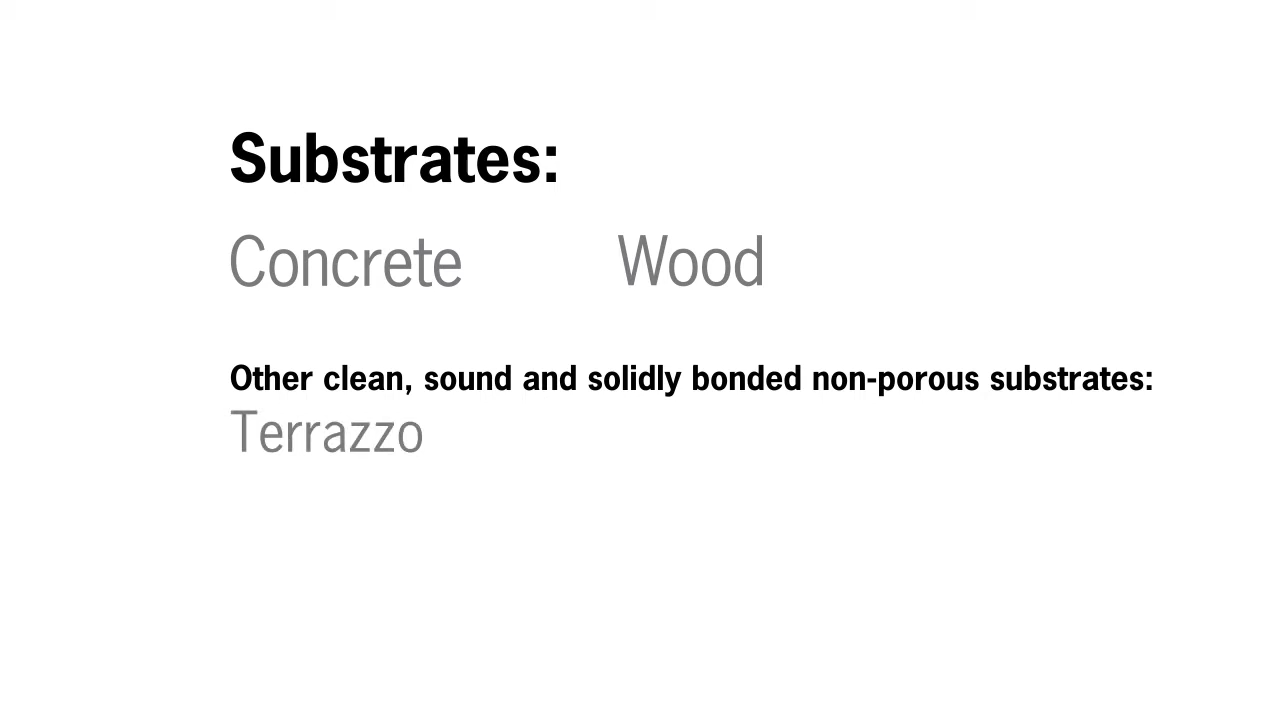 Substrates:
Concrete Wood
Other clean, sound and solidly bonded non-porous substrates:
Terrazzo